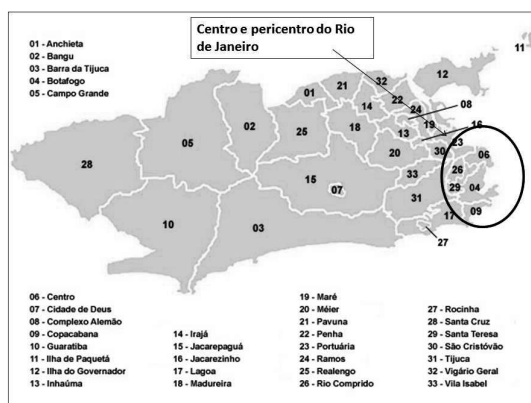 Centro e pericentro do Rio
de Janeiro
01 - Anchieta
02 - Bangu
03 - Barra da Tijuca
04 - Botafogo
05 - Campo Grande
11
12
32
21
01
22
14
24
08
02
25
18
13
19
16
05
20
30
23
06
28
15
07
33
26
04
29
31
10
03
17
09
27
06 - Centro
07 - Cidade de Deus
08 - Complexo Alemão
09 - Copacabana
10 - Guaratiba
11 - Ilha de Paquetá
12 - Ilha do Governador
13 - Inhaúma
14 - Irajá
15 - Jacarepaguá
16 - Jacarezinho
17 - Lagoa
18 - Madureira
19 - Maré
20 - Méier
21 - Pavuna
22 - Penha
23 - Portuária
24 - Ramos
25 - Realengo
26 - Rio Comprido
27 - Rocinha
28 - Santa Cruz
29 - Santa Teresa
30 - São Cristóvão
31 - Tijuca
32 - Vigário Geral
33 - Vila Isabel